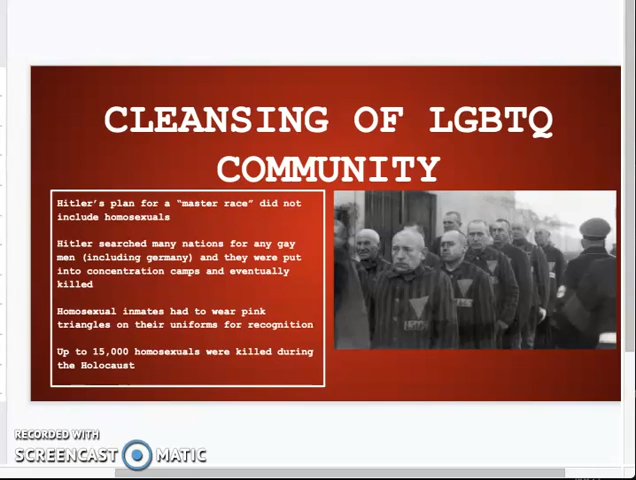 CLEANSING OF LGBTQ
COMMUNITY
Hitler's plan for a "master race" did not
include homosexuals
Hitler searched many nations for any gay
men (including germany) and they were put
into concentration camps and eventually
killed
Homosexual inmates had to wear pink
triangles on their uniforms for recognition
Up to 15,000 homosexuals were killed during
the Holocaust
RECORDED WITH
SCREENCAST MATIC